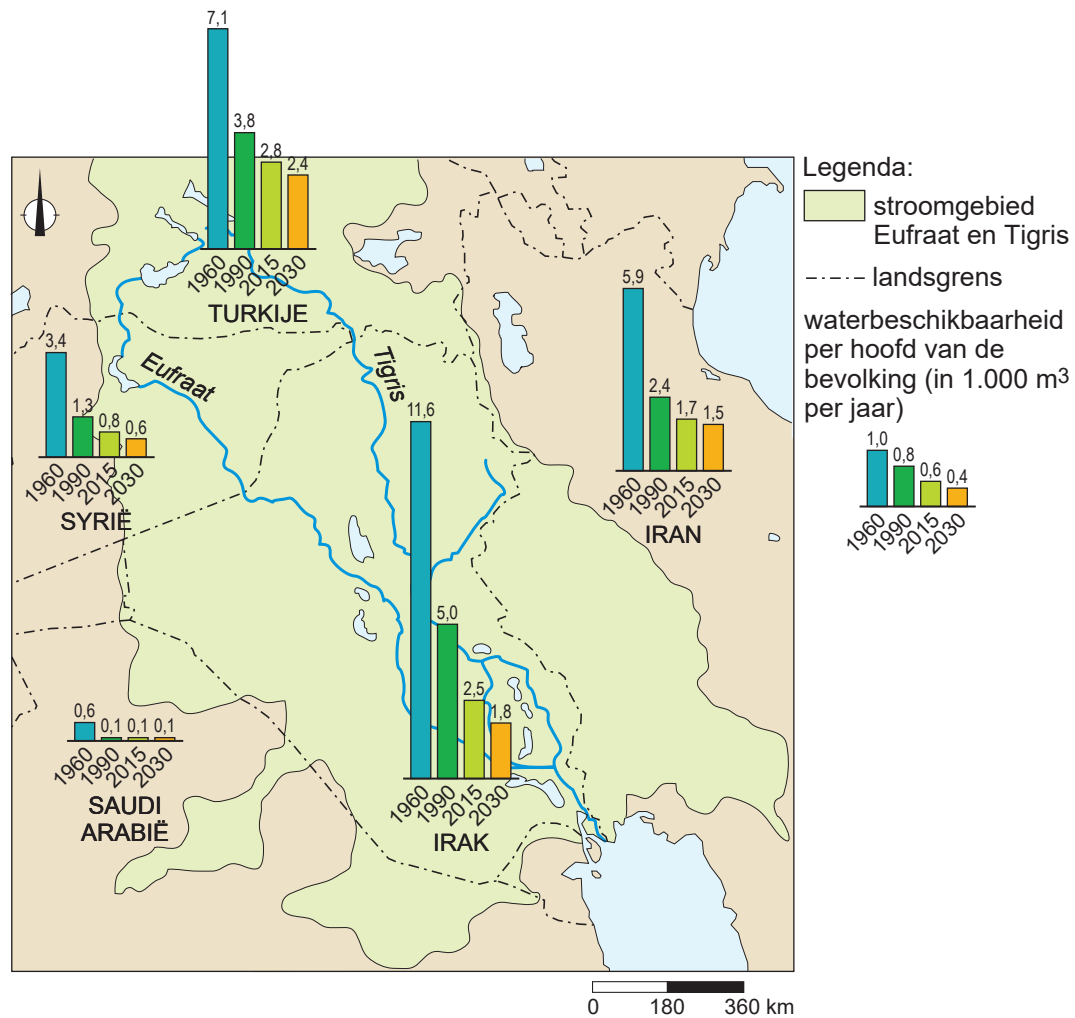 7,1
3,8
2,8
2,4
1960
1990
2015
2030
TURKIJE
3,4
1,3
0,8
0,6
1960
1990
2015
2030
SYRIË
Eufraat
Tigris
11,6
5,0
2,5
1,8
1960
1990
2015
2030
IRAK
5,9
2,4
1,7
1,5
1960
1990
2015
2030
IRAN
0,6
0,1
0,1
0,1
1960
1990
2015
2030
SAUDI
ARABIË
Legenda:
stroomgebied
Eufraat en Tigris
landsgrens
waterbeschikbaarheid
per hoofd van de
bevolking (in 1.000 m³
per jaar)
1,0
0,8
0,6
0,4
1960
1990
2015
2030
0 180 360 km